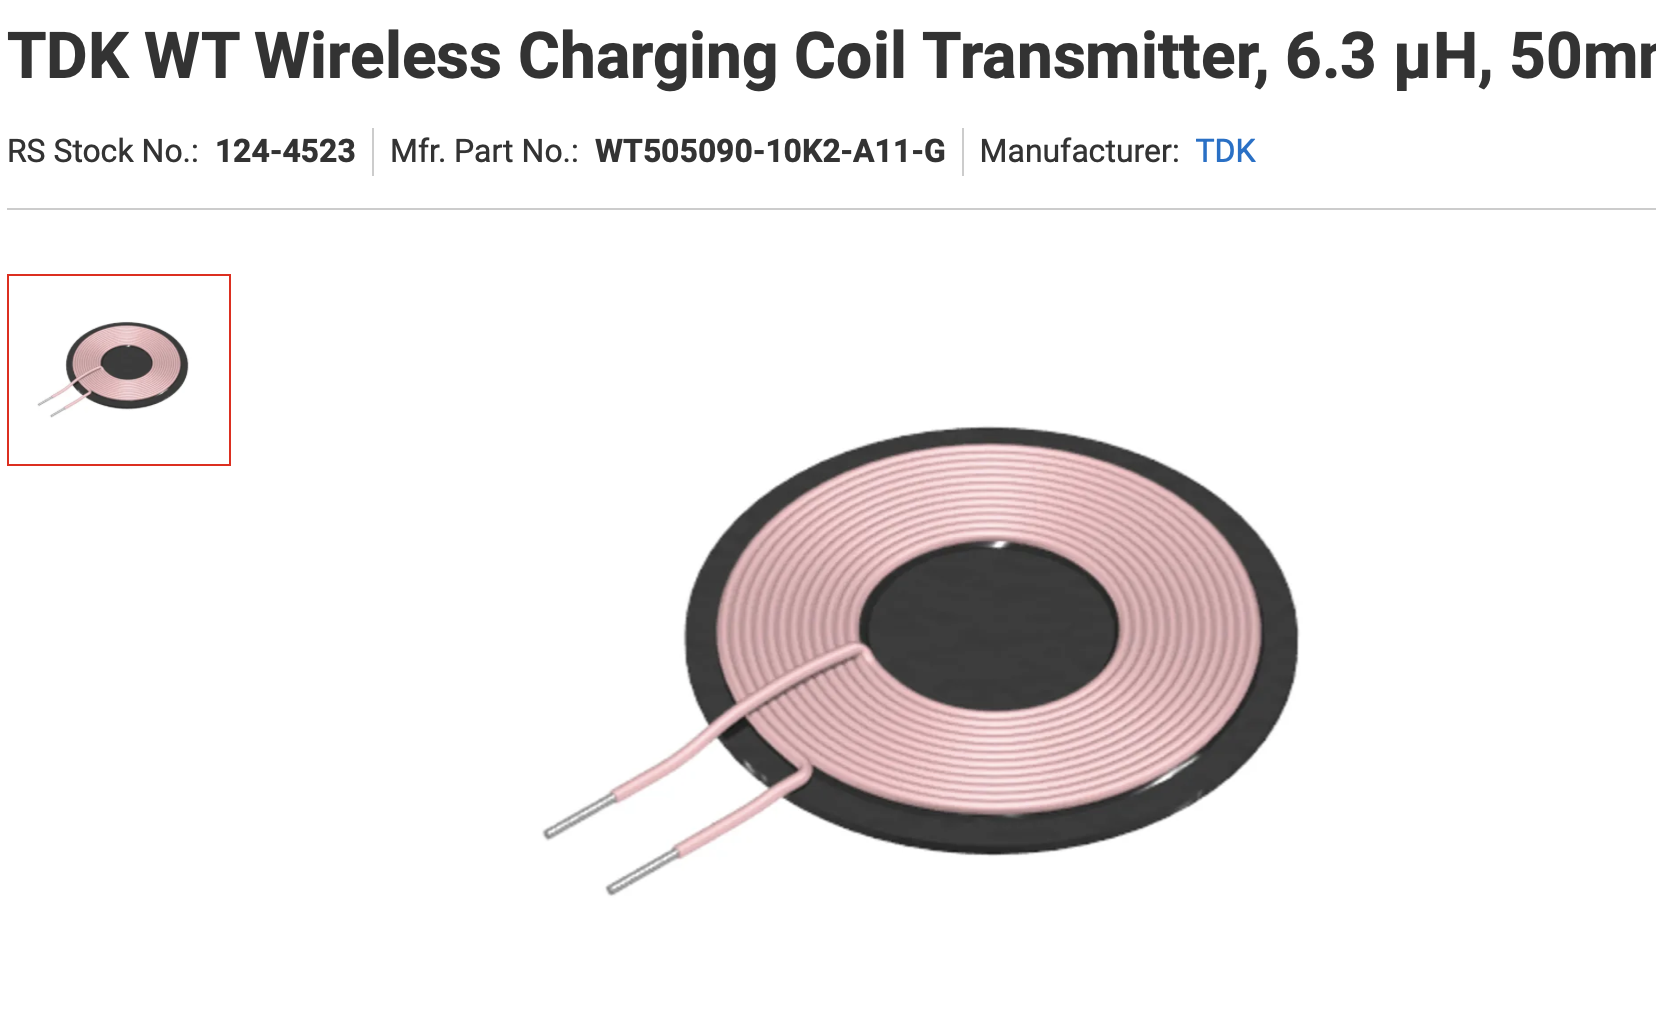 TDK WT Wireless Charging Coil Transmitter, 6.3 μH, 50m
RS Stock No.: 124-4523 Mfr. Part No.: WT505090-10K2-A11-G Manufacturer: TDK